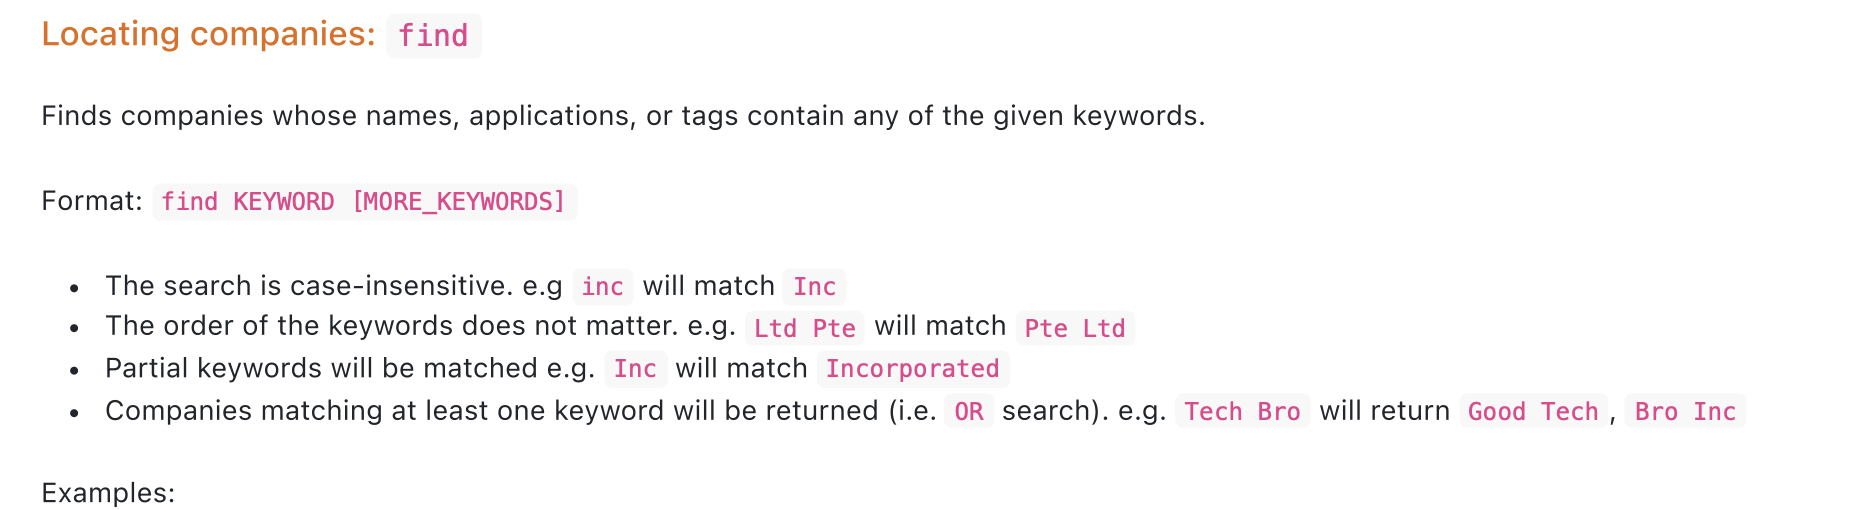 Locating companies: find
Finds companies whose names, applications, or tags contain any of the given keywords.
Format: find KEYWORD [MORE_KEYWORDS]
• The search is case-insensitive. e.g inc will match Inc
• The order of the keywords does not matter. e.g. Ltd Pte will match Pte Ltd
• Partial keywords will be matched e.g. Inc will match Incorporated
• Companies matching at least one keyword will be returned (i.e. OR search). e.g. Tech Bro will return Good Tech, Bro Inc
Examples: